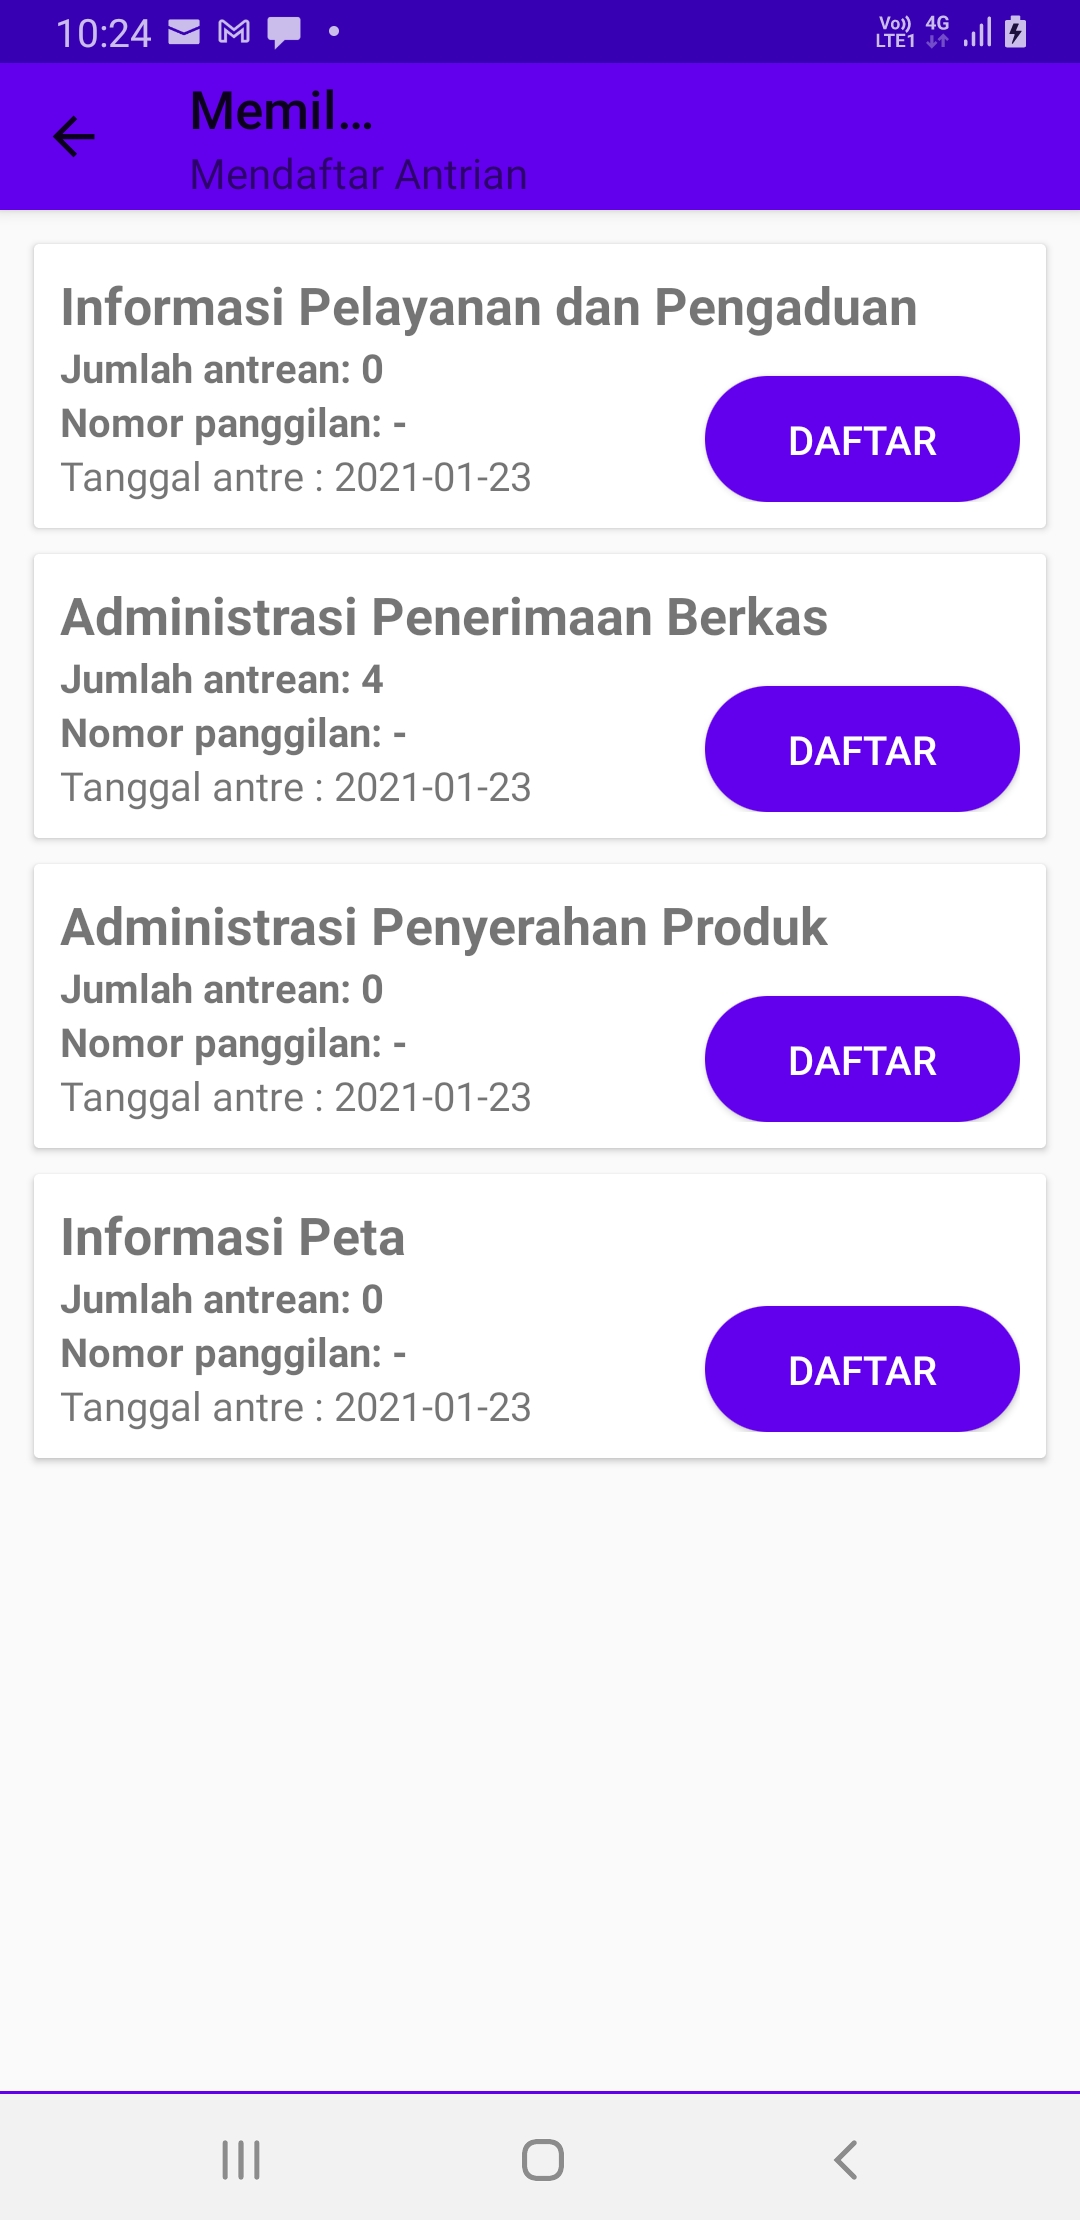 10:24
Vo)) 4G
LTE1
Memil...
Mendaftar Antrian
Informasi Pelayanan dan Pengaduan
Jumlah antrean: 0
Nomor panggilan: -
DAFTAR
Tanggal antre : 2021-01-23
Administrasi Penerimaan Berkas
Jumlah antrean: 4
Nomor panggilan: -
DAFTAR
Tanggal antre : 2021-01-23
Administrasi Penyerahan Produk
Jumlah antrean: 0
Nomor panggilan: -
DAFTAR
Tanggal antre : 2021-01-23
Informasi Peta
Jumlah antrean: 0
Nomor panggilan: -
DAFTAR
Tanggal antre : 2021-01-23